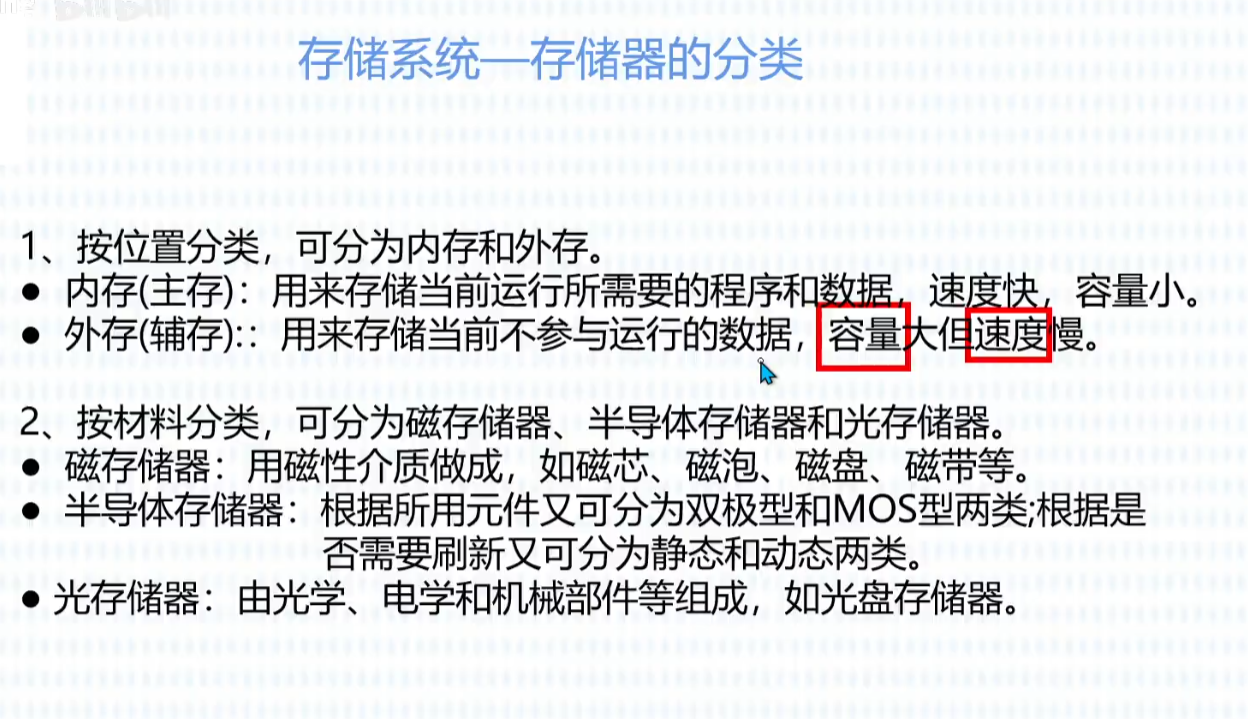 存储系统—存储器的分类
1、按位置分类，可分为内存和外存。
● 内存(主存)：用来存储当前运行所需要的程序和数据，速度快，容量小。
● 外存(辅存):：用来存储当前不参与运行的数据，容量大但速度慢。
2、按材料分类，可分为磁存储器、半导体存储器和光存储器。
● 磁存储器：用磁性介质做成，如磁芯、磁泡、磁盘、磁带等。
● 半导体存储器：根据所用元件又可分为双极型和MOS型两类;根据是
否需要刷新又可分为静态和动态两类。
● 光存储器：由光学、电学和机械部件等组成，如光盘存储器。